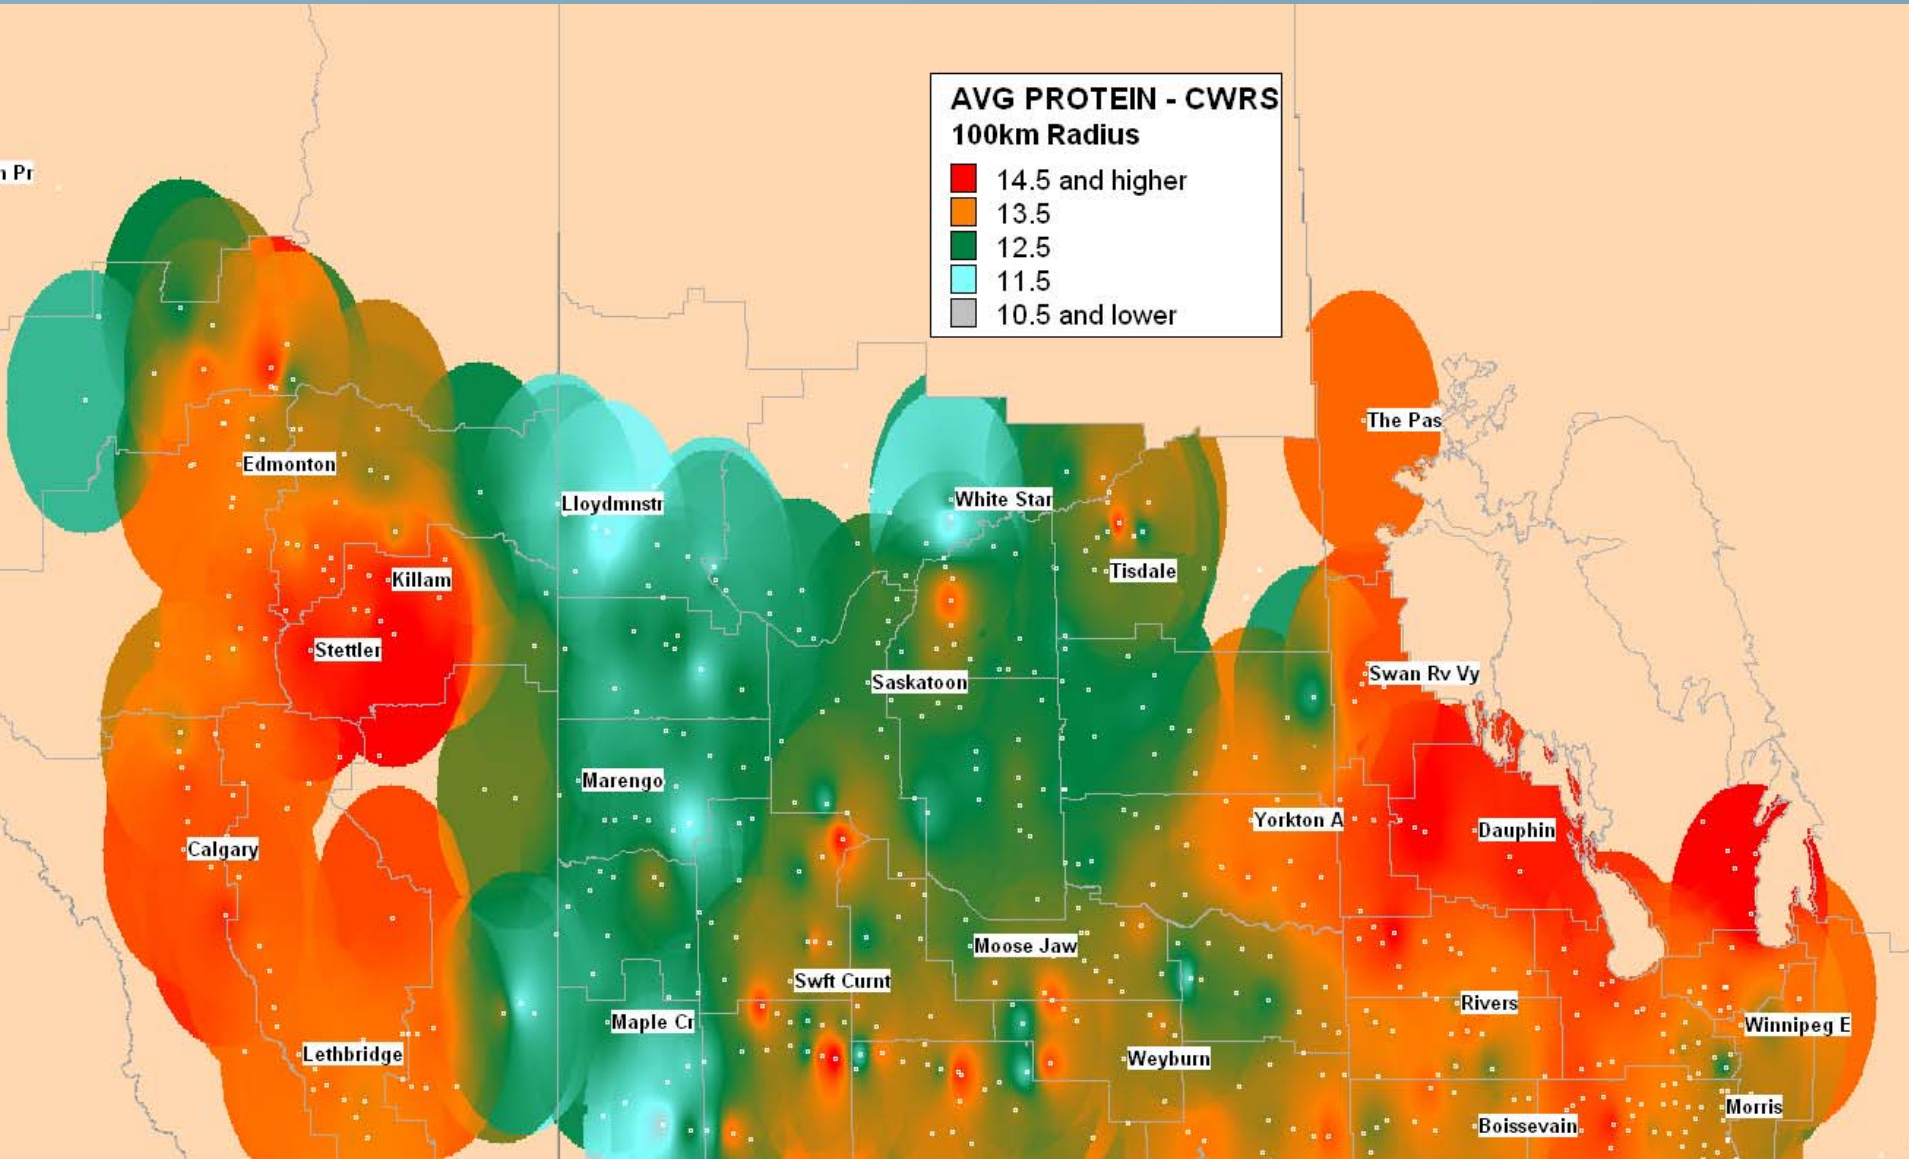 AVG PROTEIN - CWRS
100km Radius
14.5 and higher
13.5
12.5
11.5
10.5 and lower
n Pr
The Pas
Edmonton
Lloydmnstr
White Star
Tisdale
Killam
Stettler
Saskatoon
Swan Rv Vy
Marengo
Yorkton A
Dauphin
Calgary
Moose Jaw
Swft Curnt
Rivers
Maple Cr
Winnipeg E
Lethbridge
Weyburn
Morris
Boissevain